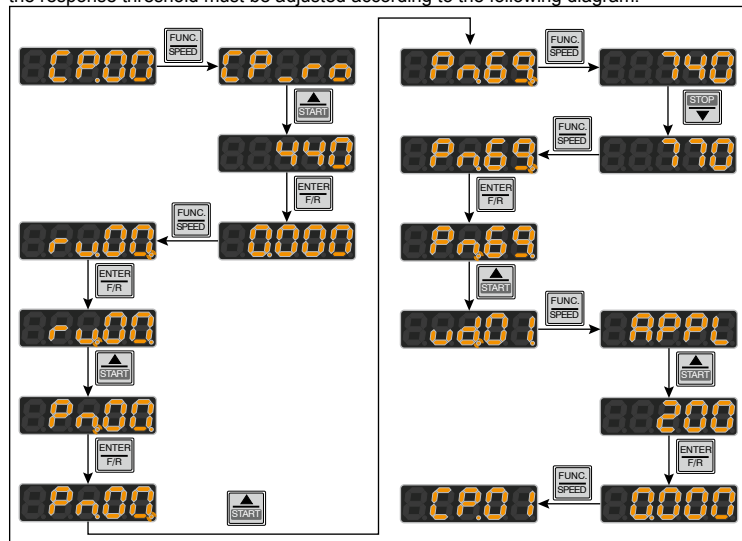 the response threshold must be adjusted according to the following diagram.
CP.00
FUNC.
SPEED
CP_ro
START
440
ENTER
F/R
0.000
FUNC.
SPEED
ru.00.
ENTER
F/R
ru.00.
START
Pn.00.
ENTER
F/R
Pn.00.
START
Pn.69.
FUNC.
SPEED
740
STOP
770
FUNC.
SPEED
Pn.69.
ENTER
F/R
Pn.69.
START
ud.01.
FUNC.
SPEED
APPL
START
200
ENTER
F/R
0.000
FUNC.
SPEED
CP.01